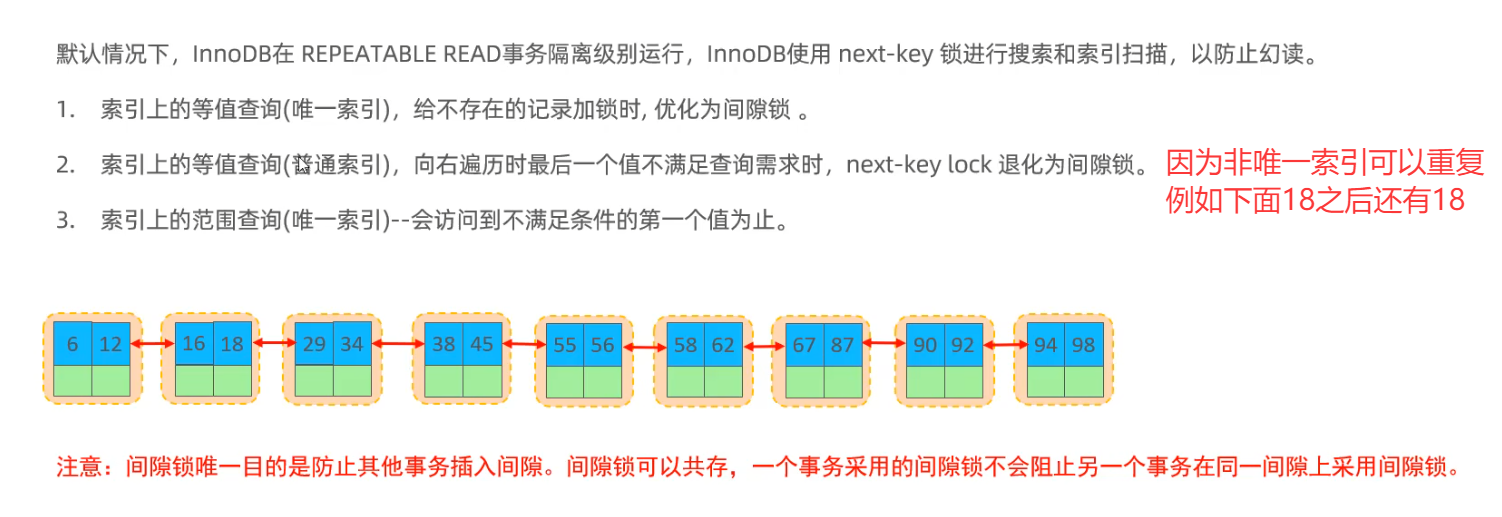 默认情况下，InnoDB在 REPEATABLE READ事务隔离级别运行，InnoDB使用 next-key 锁进行搜索和索引扫描，以防止幻读。
1. 索引上的等值查询(唯一索引)，给不存在的记录加锁时, 优化为间隙锁 。
2. 索引上的等值查询(普通索引)，向右遍历时最后一个值不满足查询需求时，next-key lock 退化为间隙锁。
因为非唯一索引可以重复
例如下面18之后还有18
3. 索引上的范围查询(唯一索引)--会访问到不满足条件的第一个值为止。
6 12 16 18 29 34 38 45 55 56 58 62 67 87 90 92 94 98
注意：间隙锁唯一目的是防止其他事务插入间隙。间隙锁可以共存，一个事务采用的间隙锁不会阻止另一个事务在同一间隙上采用间隙锁。